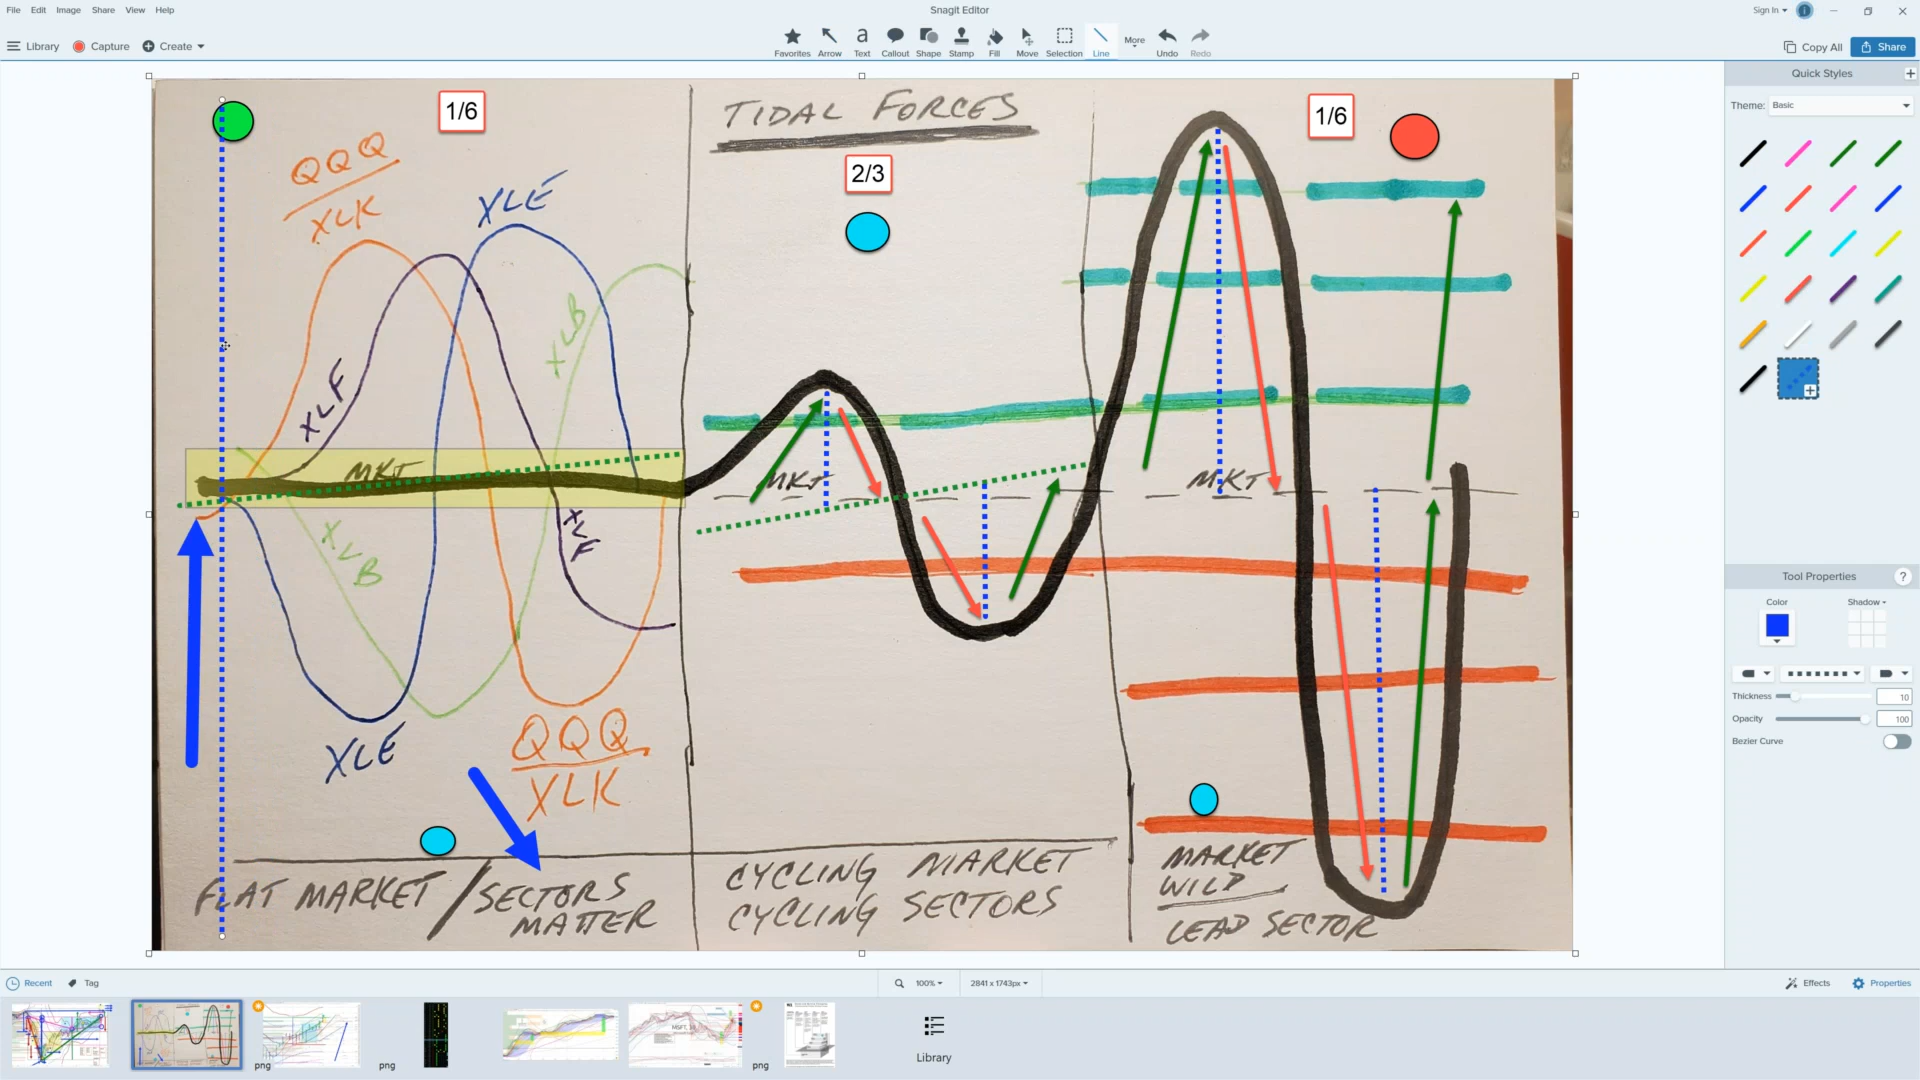 File Edit Image Share View Help
Snagit Editor
Sign In
Library Capture Create
Favorites Arrow Text Callout Shape Stamp Fill Move Selection Line More Undo Redo
Copy All Share
Quick Styles
Theme: Basic
1/6
TIDAL FORCES
1/6
2/3
QQQ
XLK
XLE
XLB
XLF
MKT
MKT
MKT
XLF
XLB
XLE
QQQ
XLK
FLAT MARKET / SECTORS
MATTER
CYCLING MARKET
CYCLING SECTORS
MARKET
WILD
LEAD SECTOR
Tool Properties
?
Color Shadow
Thickness 10
Opacity 100
Bezier Curve
Recent Tag
100%
2841 x 1743px
Effects Properties
png
png
png
Library